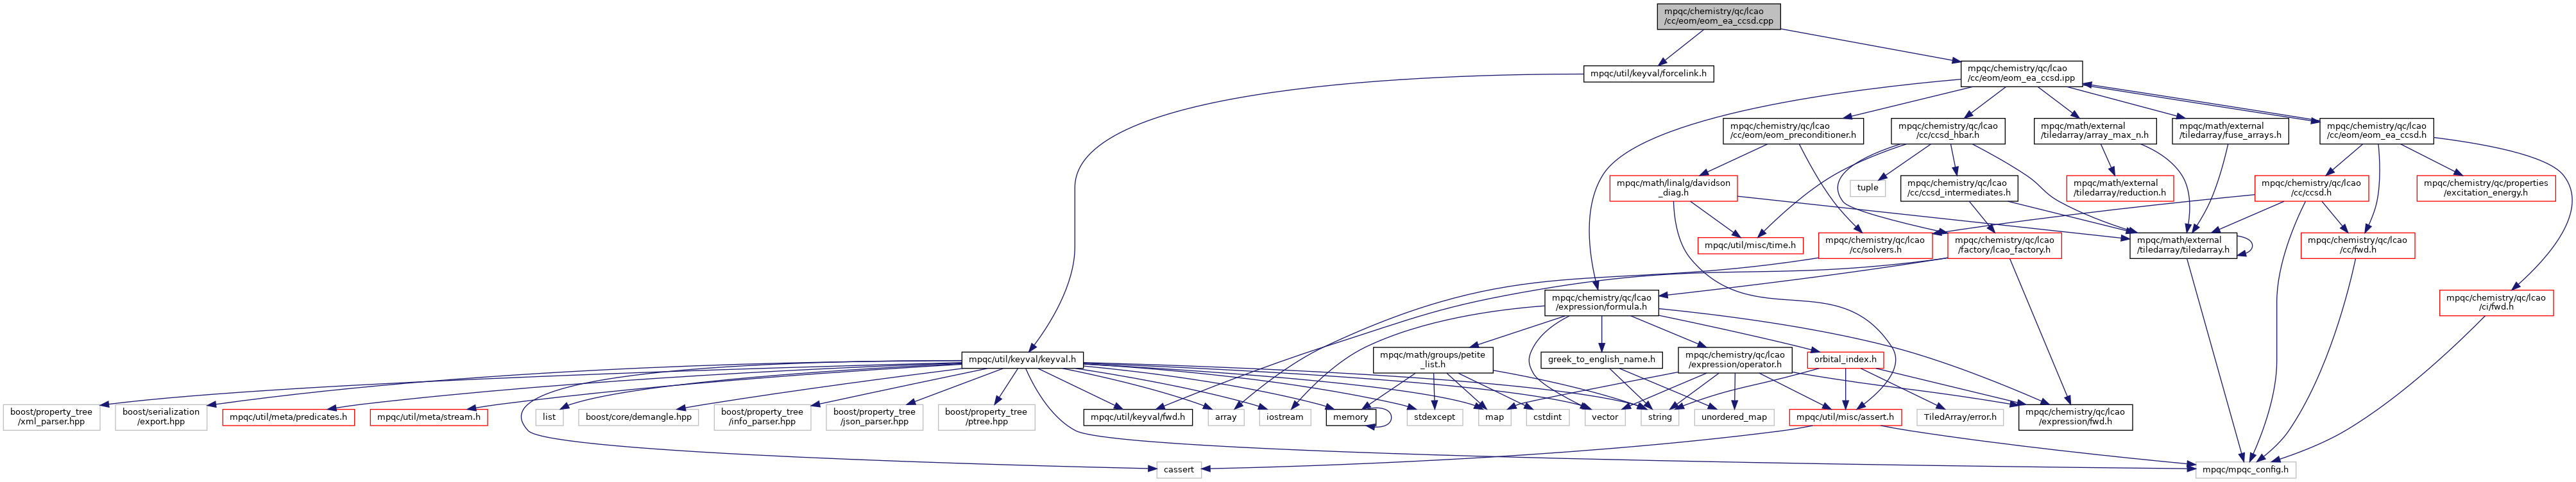 mpqc/chemistry/qc/lcao
/cc/eom/eom_ea_ccsd.cpp
mpqc/util/keyval/forcelink.h
mpqc/chemistry/qc/lcao
/cc/eom/eom_ea_ccsd.ipp
mpqc/chemistry/qc/lcao
/cc/eom/eom_preconditioner.h
mpqc/chemistry/qc/lcao
/cc/ccsd_hbar.h
mpqc/math/external
/tiledarray/array_max_n.h
mpqc/math/external
/tiledarray/fuse_arrays.h
mpqc/chemistry/qc/lcao
/cc/eom/eom_ea_ccsd.h
mpqc/math/linalg/davidson
_diag.h
tuple
mpqc/chemistry/qc/lcao
/cc/ccsd_intermediates.h
mpqc/math/external
/tiledarray/reduction.h
mpqc/chemistry/qc/lcao
/cc/ccsd.h
mpqc/chemistry/qc/properties
/excitation_energy.h
mpqc/util/misc/time.h
mpqc/chemistry/qc/lcao
/cc/solvers.h
mpqc/chemistry/qc/lcao
/factory/lcao_factory.h
mpqc/math/external
/tiledarray/tiledarray.h
mpqc/chemistry/qc/lcao
/cc/fwd.h
mpqc/chemistry/qc/lcao
/expression/formula.h
mpqc/chemistry/qc/lcao
/ci/fwd.h
mpqc/util/keyval/keyval.h
mpqc/math/groups/petite
_list.h
greek_to_english_name.h
mpqc/chemistry/qc/lcao
/expression/operator.h
orbital_index.h
boost/property_tree
/xml_parser.hpp
boost/serialization
/export.hpp
mpqc/util/meta/predicates.h
mpqc/util/meta/stream.h
list
boost/core/demangle.hpp
boost/property_tree
/info_parser.hpp
boost/property_tree
/json_parser.hpp
boost/property_tree
/ptree.hpp
mpqc/util/keyval/fwd.h
array
iostream
memory
stdexcept
map
cstdint
vector
string
unordered_map
mpqc/util/misc/assert.h
TiledArray/error.h
mpqc/chemistry/qc/lcao
/expression/fwd.h
cassert
mpqc/mpqc_config.h